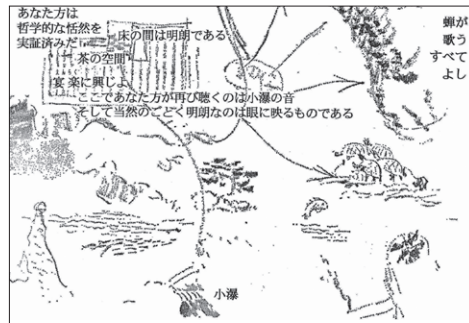 あなた方は
哲学的な恬然を
実証済みだ
床の間は明朗である
茶の空間
宴楽に興じよ
ここであなた方が再び聴くのは小瀑の音
そして当然のごとく明朗なのは眼に映るものである
蝉が
歌う
すべて
よし
小瀑